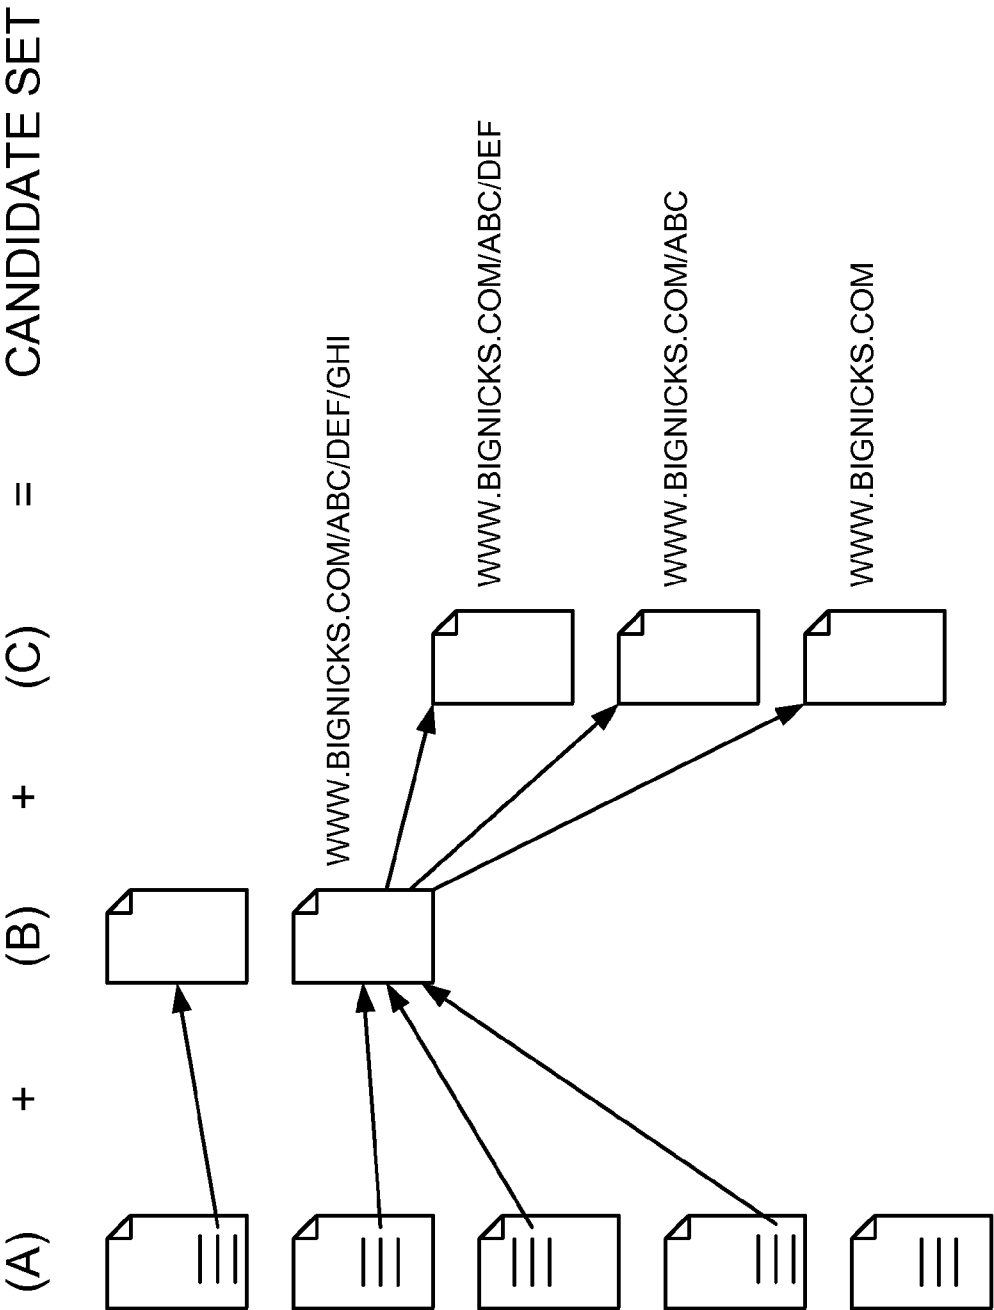 (A) + (B) + (C) = CANDIDATE SET
WWW.BIGNICKS.COM/ABC/DEF/GHI
WWW.BIGNICKS.COM/ABC/DEF
WWW.BIGNICKS.COM/ABC
WWW.BIGNICKS.COM